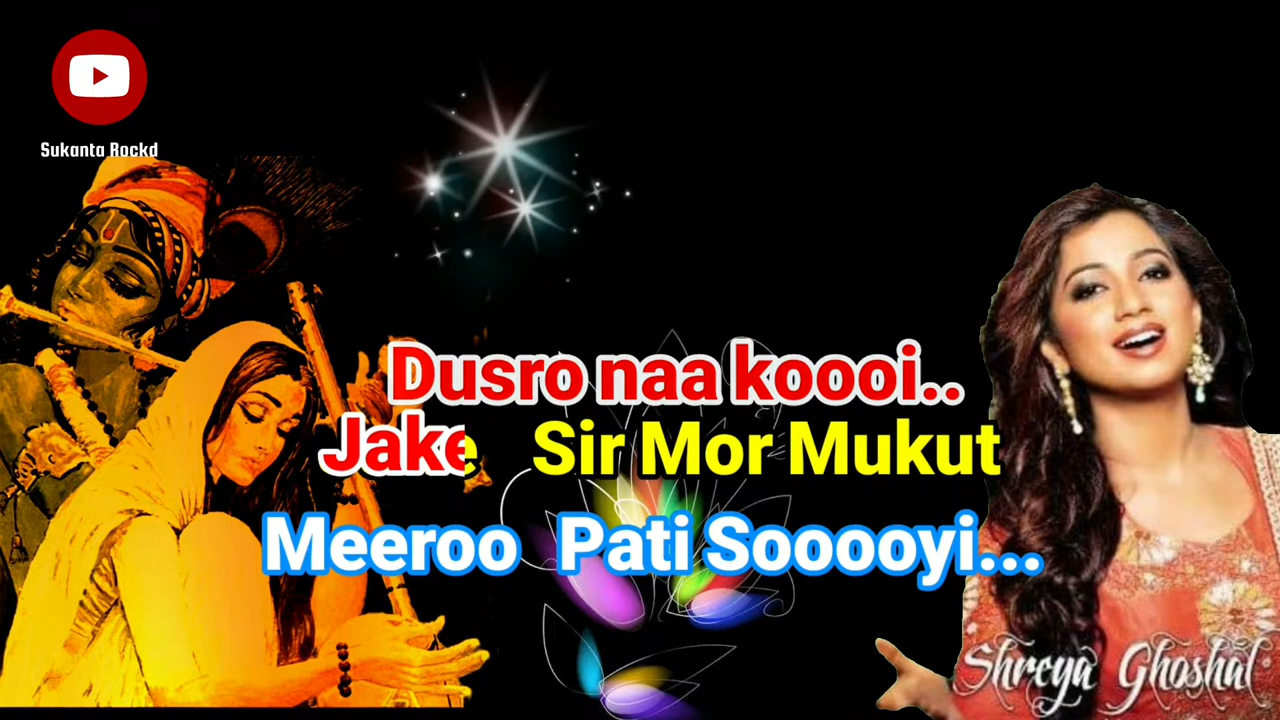 Sukanta Rockd
Dusro naa koooi..
Jake Sir Mor Mukut
Meeroo Pati Sooooyi...
Shreya Ghoshal